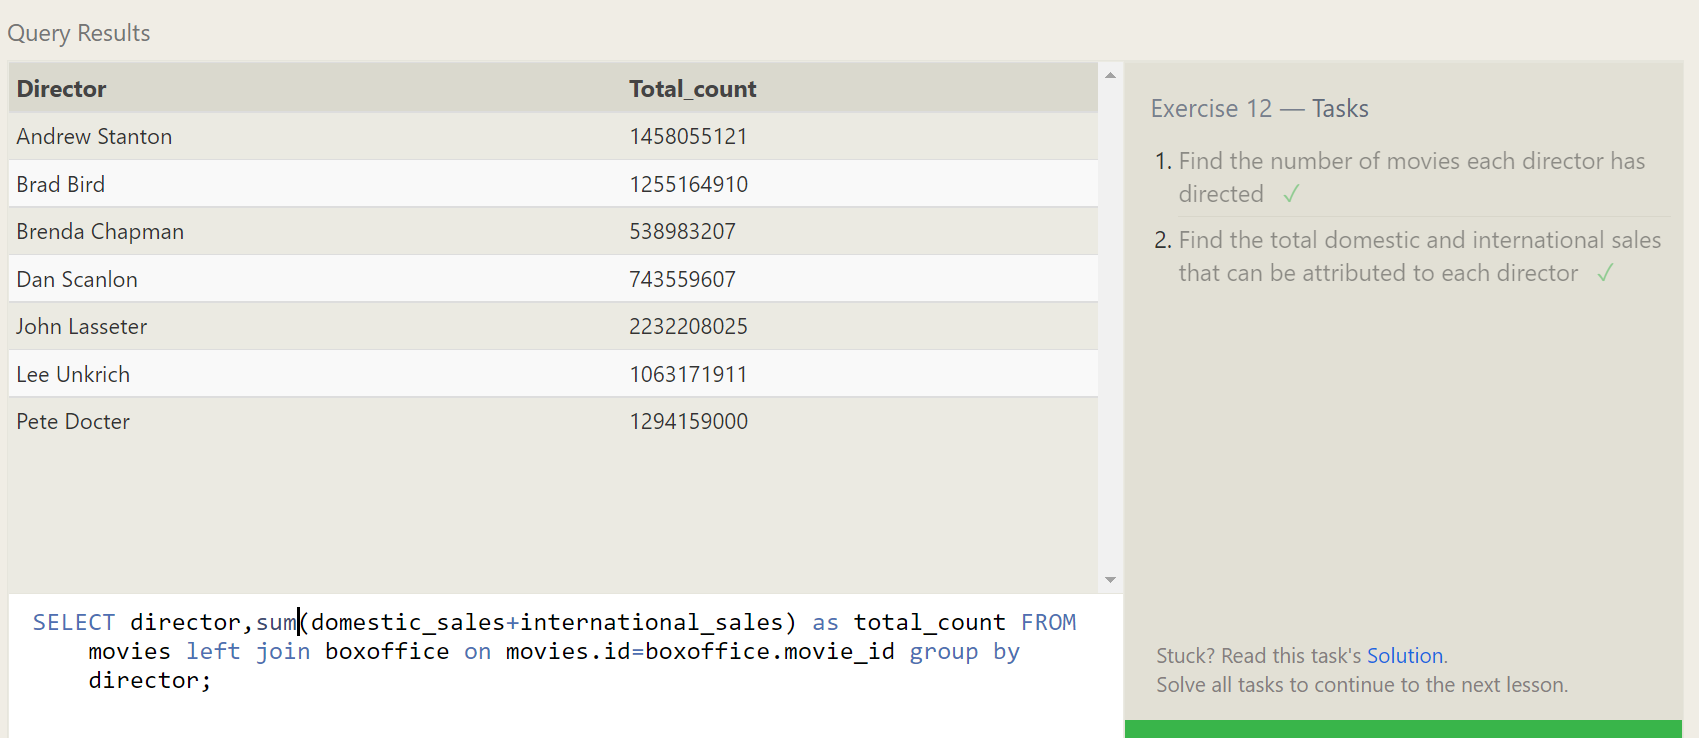 Query Results
Director Total_count
Andrew Stanton 1458055121
Brad Bird 1255164910
Brenda Chapman 538983207
Dan Scanlon 743559607
John Lasseter 2232208025
Lee Unkrich 1063171911
Pete Docter 1294159000
SELECT director,sum(domestic_sales+international_sales) as total_count FROM
movies left join boxoffice on movies.id=boxoffice.movie_id group by
director;
Exercise 12 — Tasks
1. Find the number of movies each director has
directed ✓
2. Find the total domestic and international sales
that can be attributed to each director ✓
Stuck? Read this task's Solution.
Solve all tasks to continue to the next lesson.